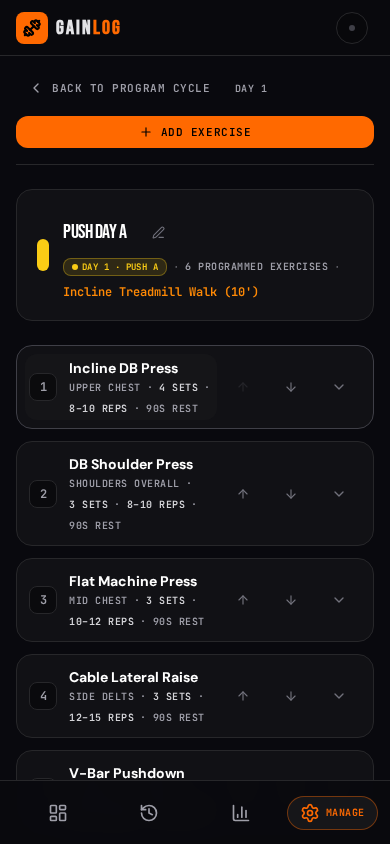 GAINLOG
BACK TO PROGRAM CYCLE DAY 1
+ ADD EXERCISE
PUSH DAY A
DAY 1 · PUSH A · 6 PROGRAMMED EXERCISES ·
Incline Treadmill Walk (10')
1
Incline DB Press
UPPER CHEST · 4 SETS ·
8–10 REPS · 90S REST
2
DB Shoulder Press
SHOULDERS OVERALL ·
3 SETS · 8–10 REPS ·
90S REST
3
Flat Machine Press
MID CHEST · 3 SETS ·
10–12 REPS · 90S REST
4
Cable Lateral Raise
SIDE DELTS · 3 SETS ·
12–15 REPS · 90S REST
V-Bar Pushdown
MANAGE